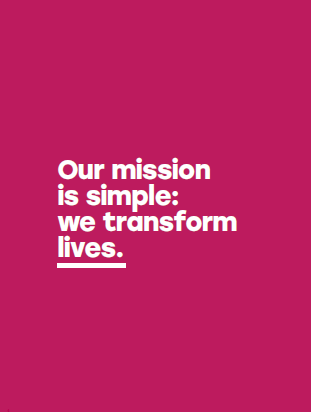 Our mission
is simple:
we transform
lives.